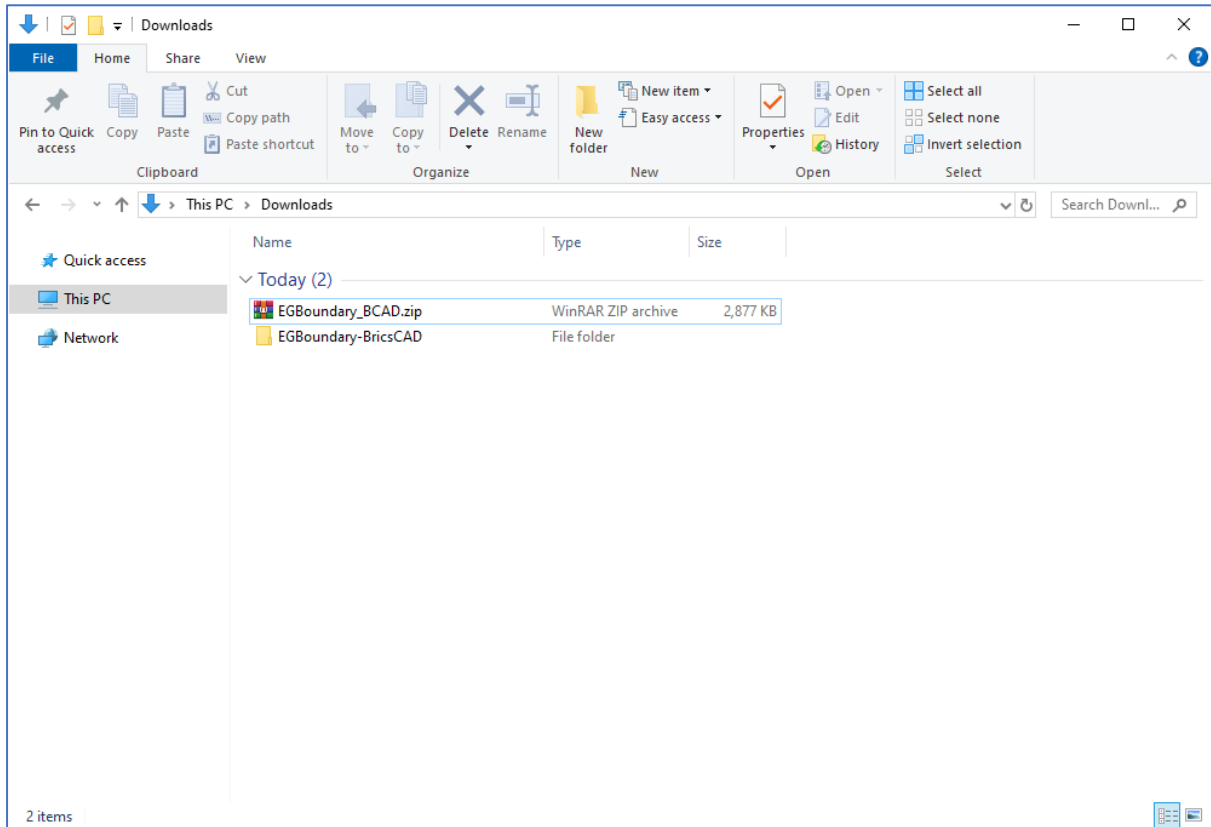 Downloads
File Home Share View
Pin to Quick access
Copy
Paste
Cut
Copy path
Paste shortcut
Clipboard
Move to
Copy to
Delete
Rename
Organize
New folder
New item
Easy access
New
Properties
Open
Edit
History
Open
Select all
Select none
Invert selection
Select
This PC > Downloads
Search Downl...
Quick access
This PC
Network
Name Type Size
Today (2)
EGBoundary_BCAD.zip WinRAR ZIP archive 2,877 KB
EGBoundary-BricsCAD File folder
2 items